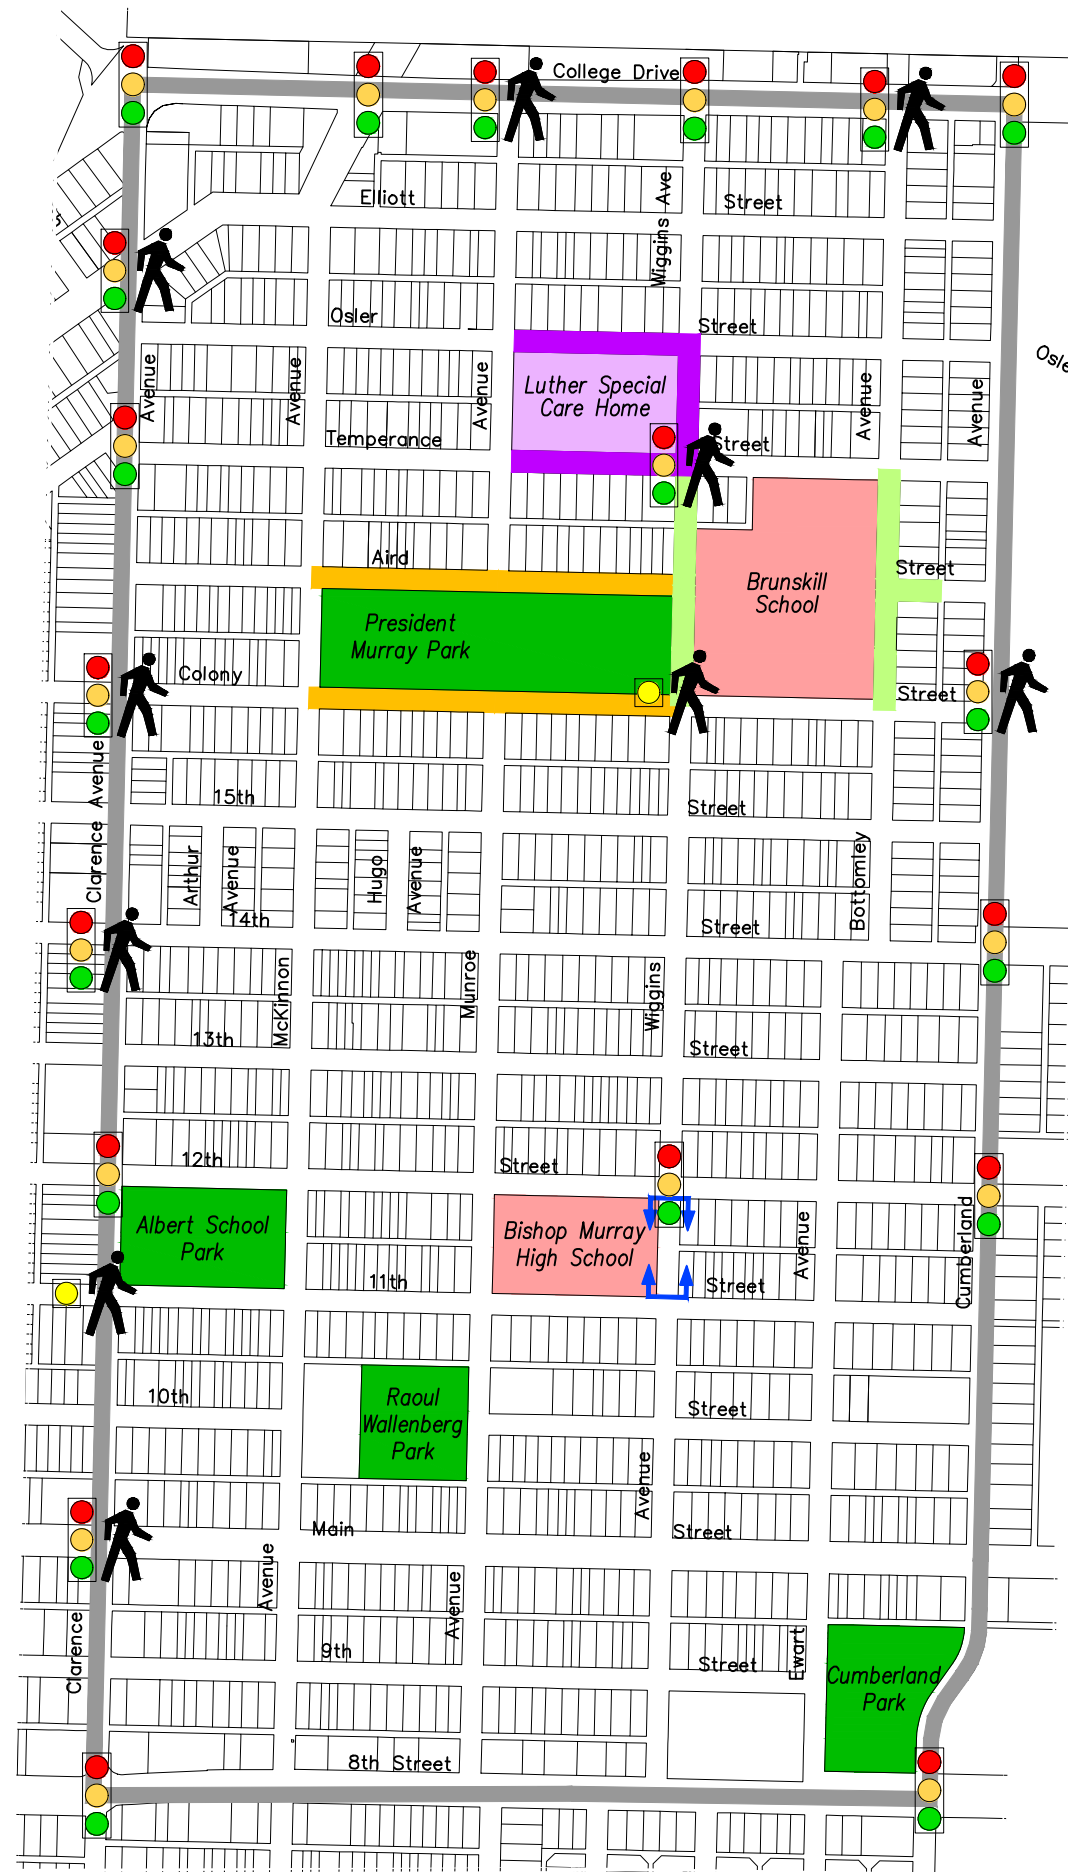 College Drive
Elliott
Street
Wiggins Ave
Osler
Street
Osle
Avenue
Avenue
Avenue
Luther Special
Care Home
Avenue
Avenue
Temperance
Street
Aird
Street
Brunskill
School
President
Murray Park
Colony
Street
Clarence Avenue
15th
Street
Arthur
Avenue
Hugo
Avenue
Bottomley
14th
Street
McKinnon
Munroe
Wiggins
13th
Street
12th
Street
Albert School
Park
Bishop Murray
High School
Avenue
Cumberland
11th
Street
10th
Raoul
Wallenberg
Park
Street
Avenue
Main
Street
Avenue
Avenue
Clarence
9th
Street
Ewart
Cumberland
Park
8th Street